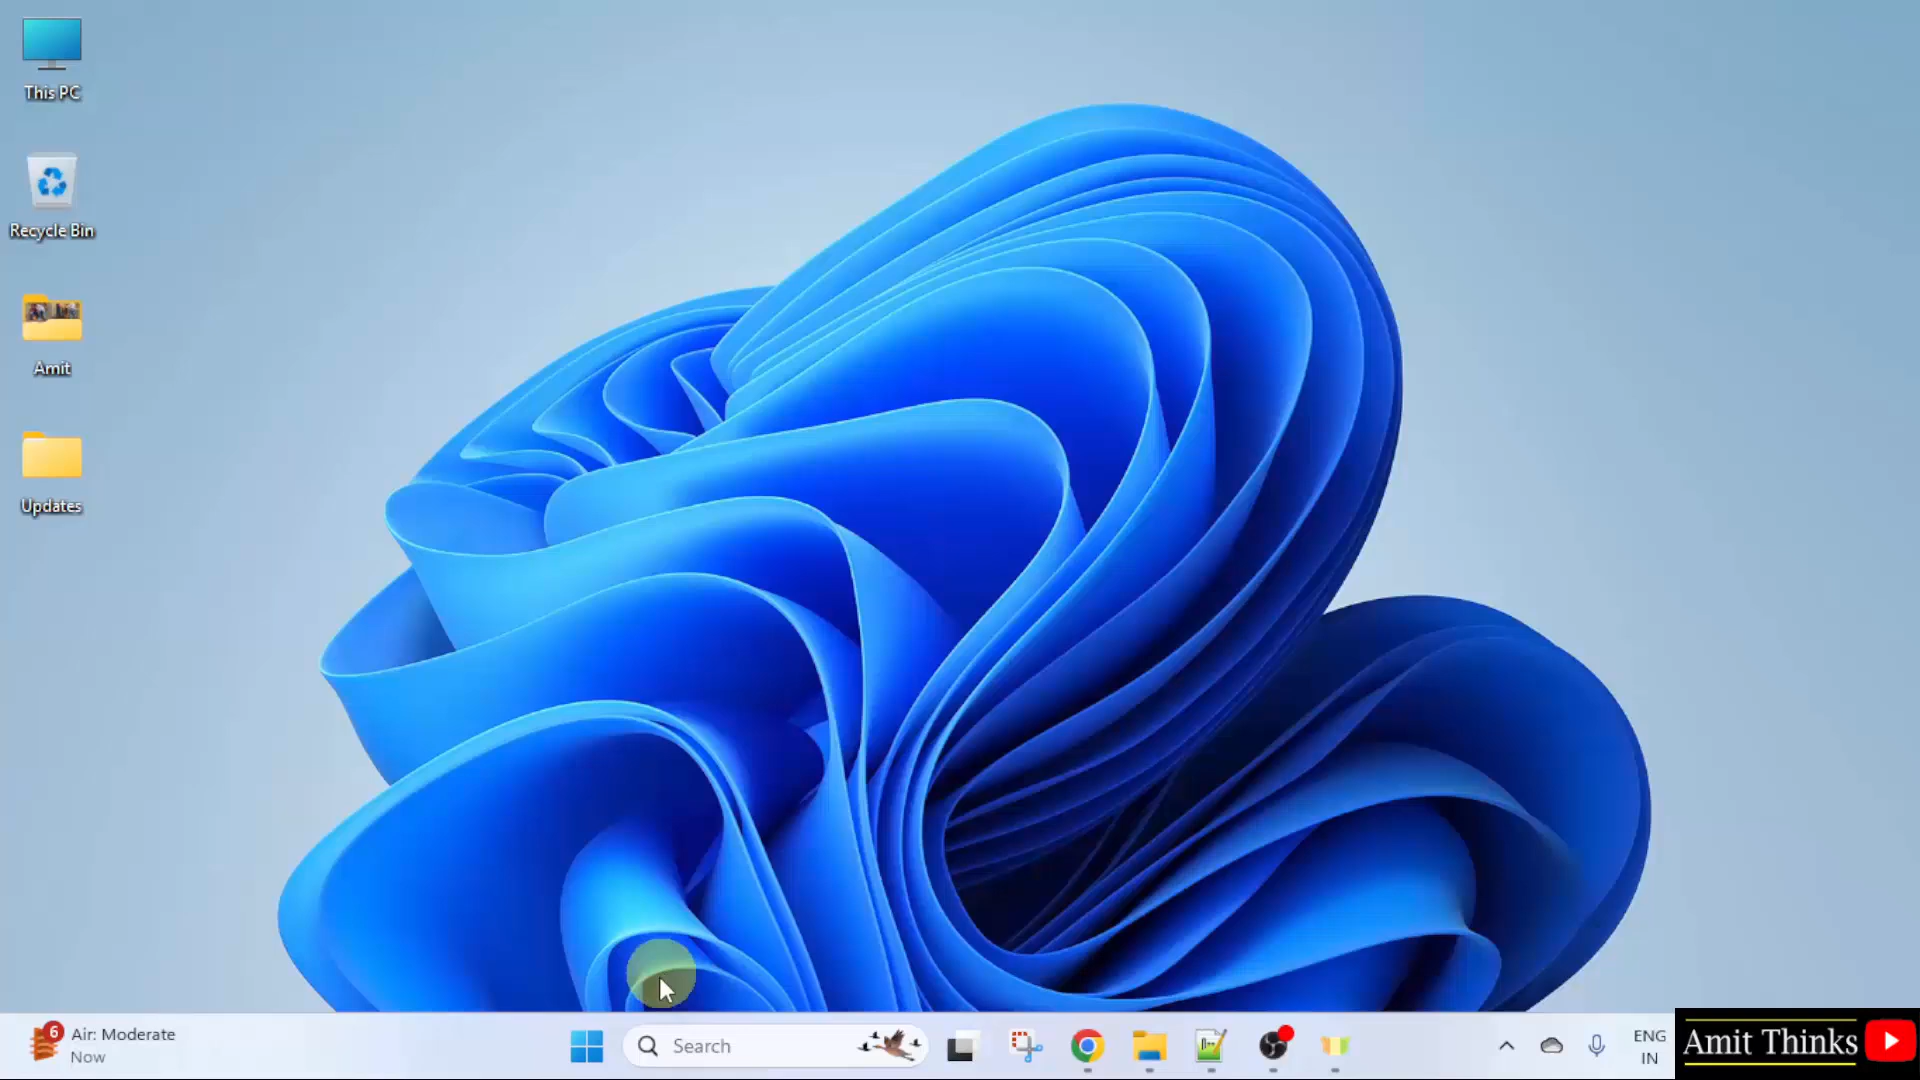 This PC
Recycle Bin
Amit
Updates
6
Air: Moderate
Now
Search
ENG
IN
Amit Thinks